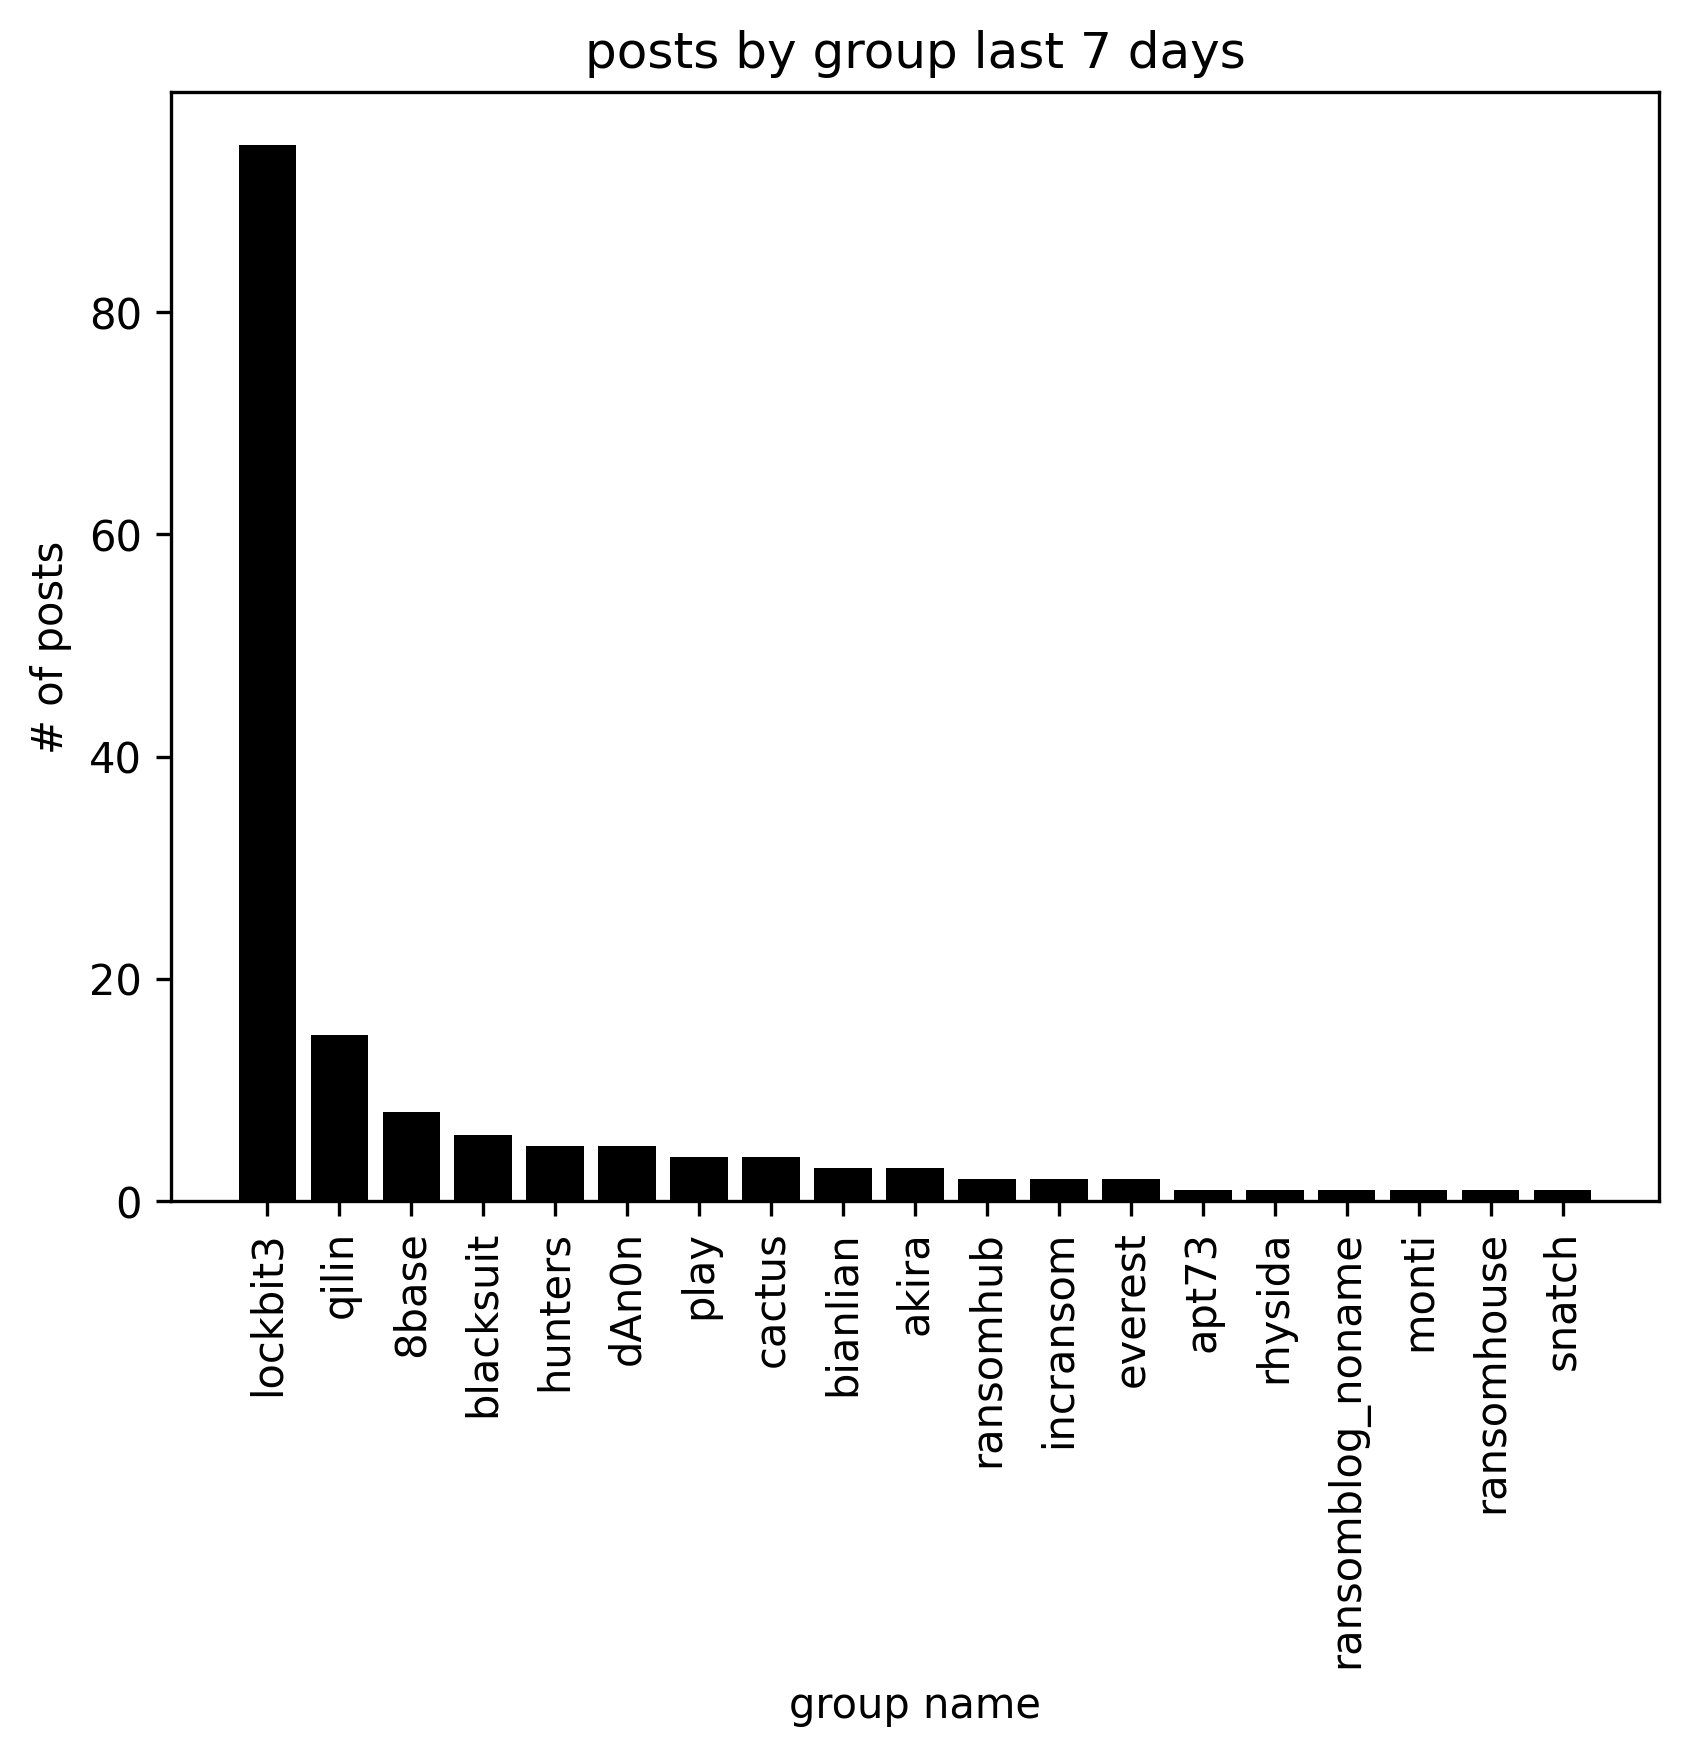 posts by group last 7 days
# of posts
80
60
40
20
0
lockbit3
qilin
8base
blacksuit
hunters
dAn0n
play
cactus
bianlian
akira
ransomhub
incransom
everest
apt73
rhysida
ransomblog_noname
monti
ransomhouse
snatch
group name